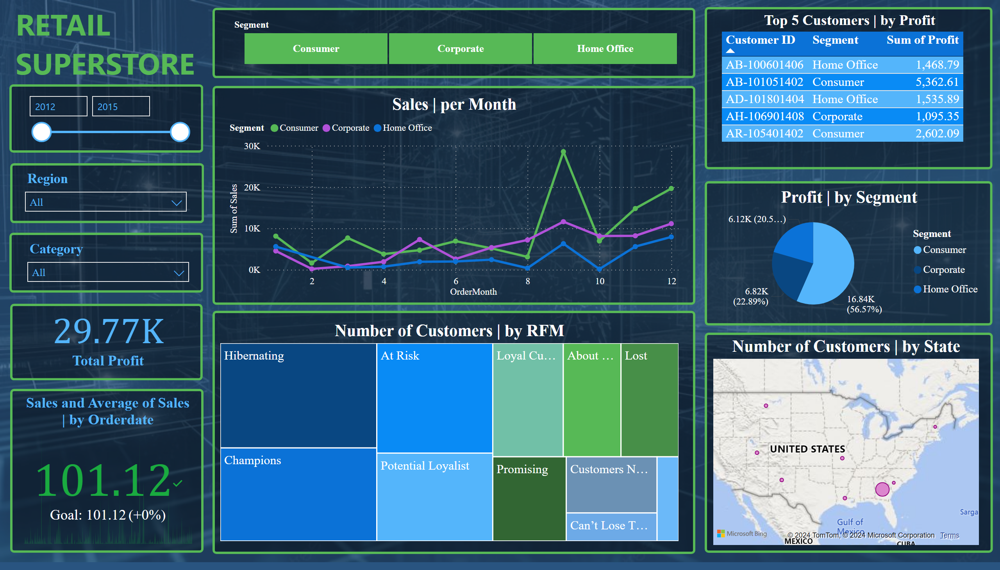 RETAIL
SUPERSTORE
2012 2015
Region
All
Category
All
29.77K
Total Profit
Sales and Average of Sales
| by Orderdate
101.12
Goal: 101.12 (+0%)
Segment
Consumer Corporate Home Office
Sales | per Month
Segment Consumer Corporate Home Office
30K
20K
10K
0K
Sum of Sales
2 4 6 8 10 12
OrderMonth
Number of Customers | by RFM
Hibernating
At Risk
Loyal Cu…
About …
Lost
Champions
Potential Loyalist
Promising
Customers N…
Can’t Lose T…
Top 5 Customers | by Profit
Customer ID Segment Sum of Profit
AB-100601406 Home Office 1,468.79
AB-101051402 Consumer 5,362.61
AD-101801404 Home Office 1,535.89
AH-106901408 Corporate 1,095.35
AR-105401402 Consumer 2,602.09
Profit | by Segment
6.12K (20.5…)
6.82K
(22.89%)
16.84K
(56.57%)
Segment
Consumer
Corporate
Home Office
Number of Customers | by State
UNITED STATES
Sarga
Gulf of
Mexico
Microsoft Bing
© 2024 TomTom, © 2024 Microsoft Corporation Terms
MEXICO
CUBA